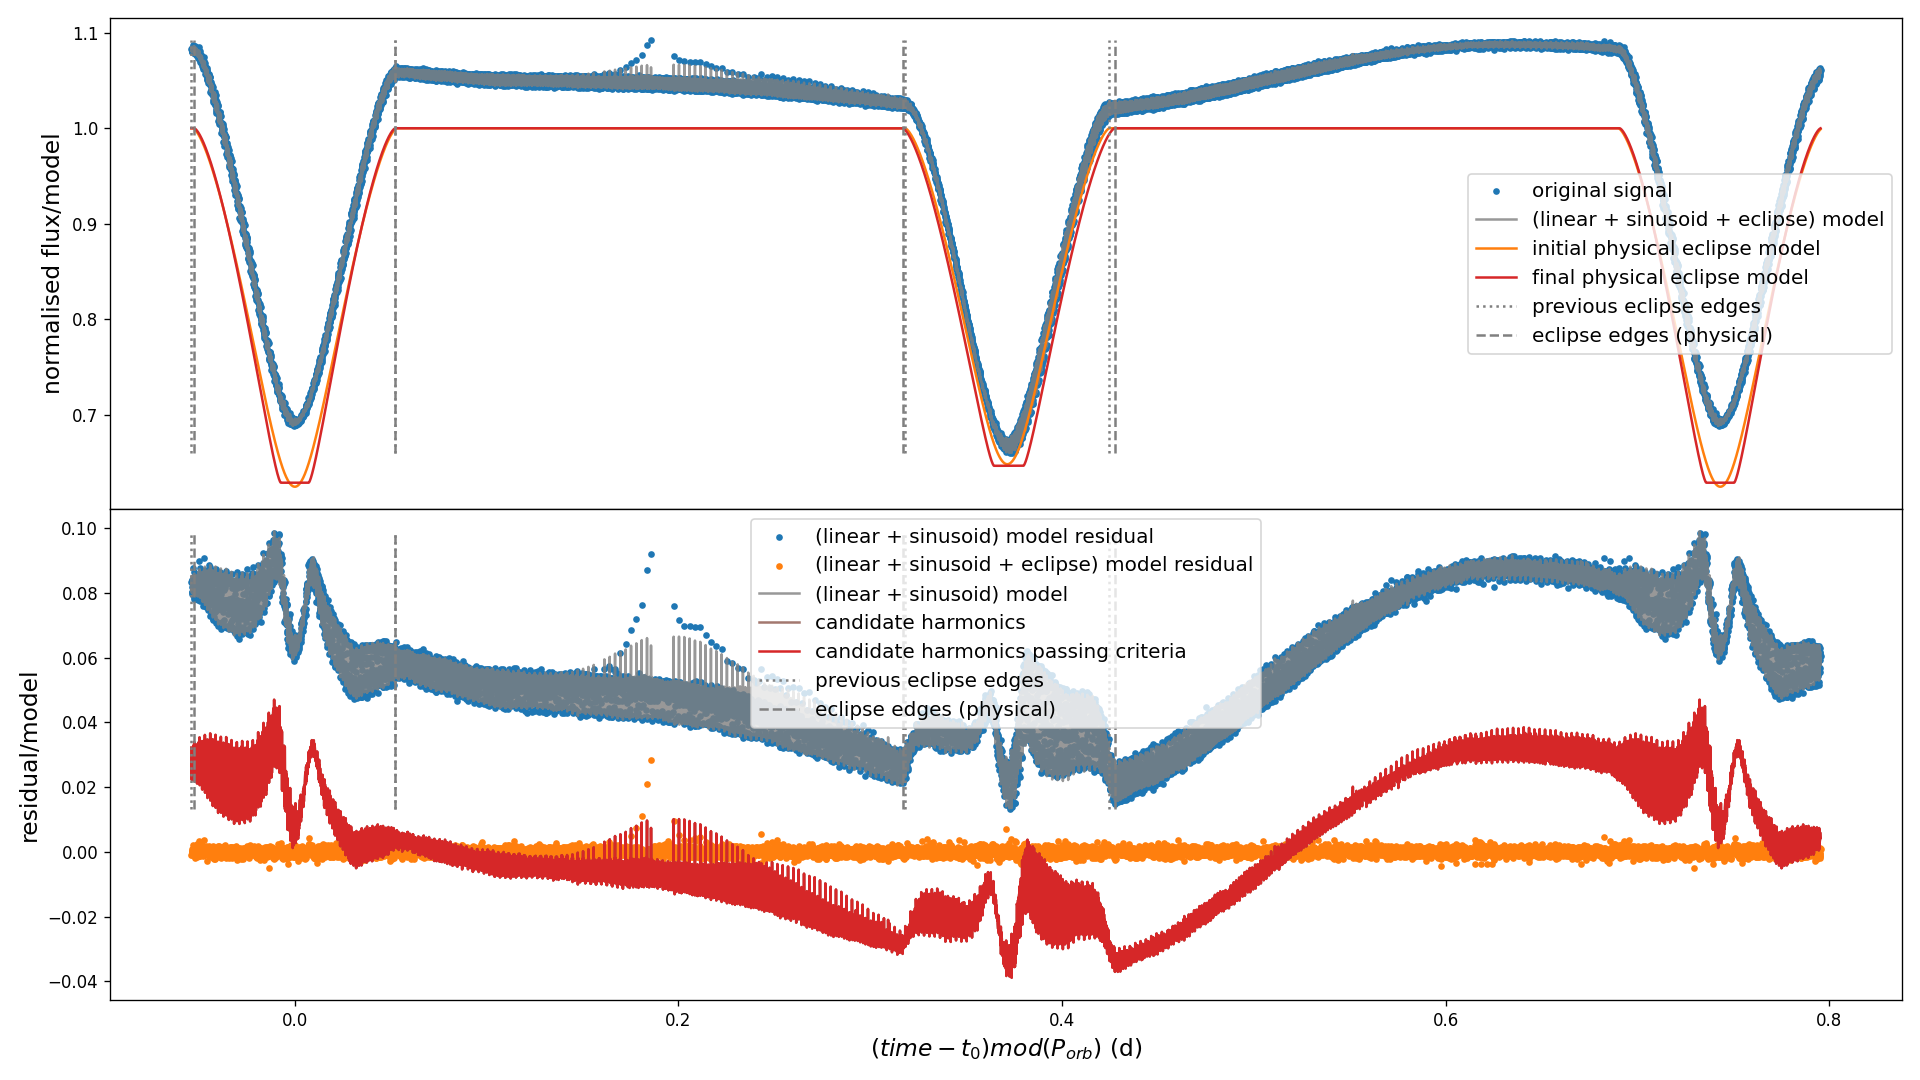 normalised flux/model
1.1
1.0
0.9
0.8
0.7
original signal
(linear + sinusoid + eclipse) model
initial physical eclipse model
final physical eclipse model
previous eclipse edges
eclipse edges (physical)
residual/model
0.10
0.08
0.06
0.04
0.02
0.00
−0.02
−0.04
(linear + sinusoid) model residual
(linear + sinusoid + eclipse) model residual
(linear + sinusoid) model
candidate harmonics
candidate harmonics passing criteria
previous eclipse edges
eclipse edges (physical)
0.0 0.2 0.4 0.6 0.8
(time − t₀)mod(Pₒᵣb) (d)